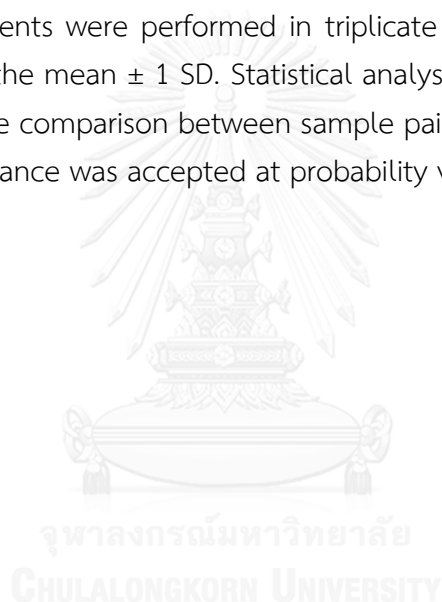 ents were performed in triplicate
the mean ± 1 SD. Statistical analys
e comparison between sample pai
ance was accepted at probability v
จุฬาลงกรณ์มหาวิทยาลัย
CHULALONGKORN UNIVERSITY